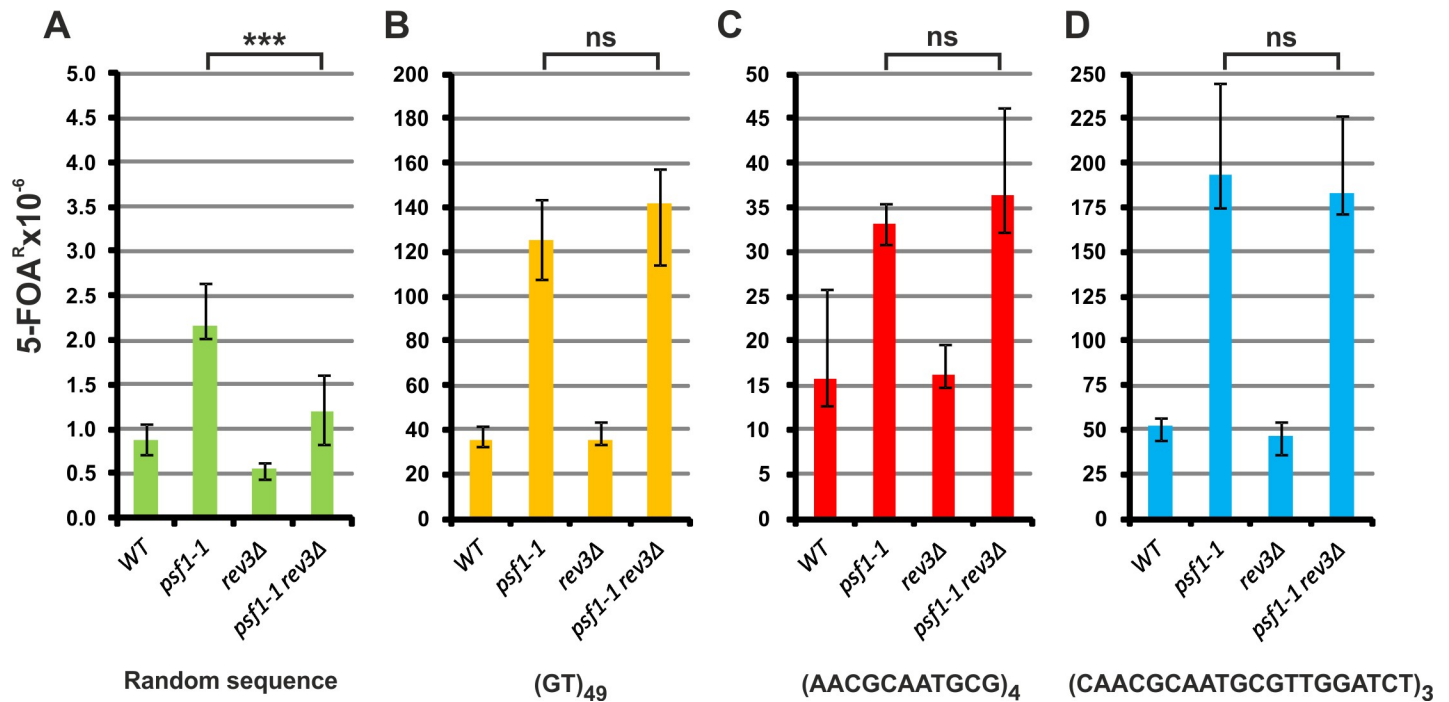 A
***
5-FOA^R x10^-6
5.0
4.5
4.0
3.5
3.0
2.5
2.0
1.5
1.0
0.5
0.0
WT
psf1-1
rev3Δ
psf1-1 rev3Δ
Random sequence
B
ns
200
180
160
140
120
100
80
60
40
20
0
WT
psf1-1
rev3Δ
psf1-1 rev3Δ
(GT)49
C
ns
50
45
40
35
30
25
20
15
10
5
0
WT
psf1-1
rev3Δ
psf1-1 rev3Δ
(AACGCAATGCG)4
D
ns
250
225
200
175
150
125
100
75
50
25
0
WT
psf1-1
rev3Δ
psf1-1 rev3Δ
(CAACGCAATGCGTTGGATCT)3